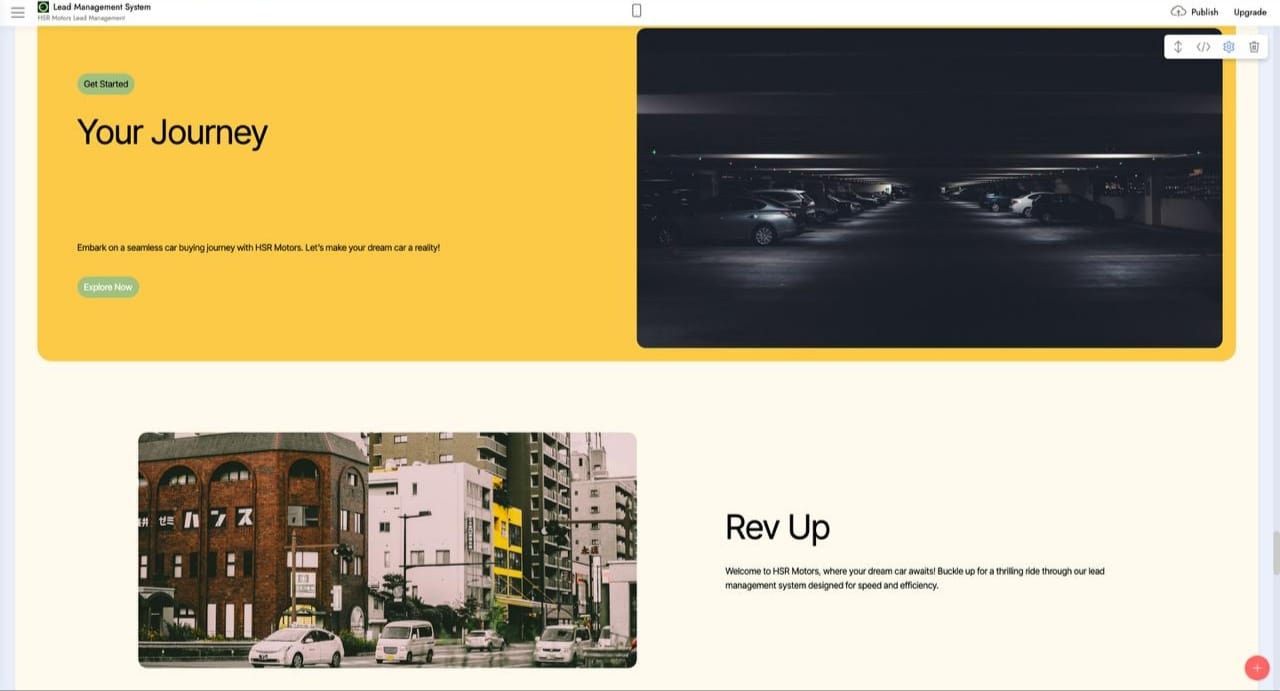 Lead Management System
HSR Motors Lead Management
Publish
Upgrade
Get Started
Your Journey
Embark on a seamless car buying journey with HSR Motors. Let's make your dream car a reality!
Explore Now
ゼミ ハンス
Rev Up
Welcome to HSR Motors, where your dream car awaits! Buckle up for a thrilling ride through our lead
management system designed for speed and efficiency.